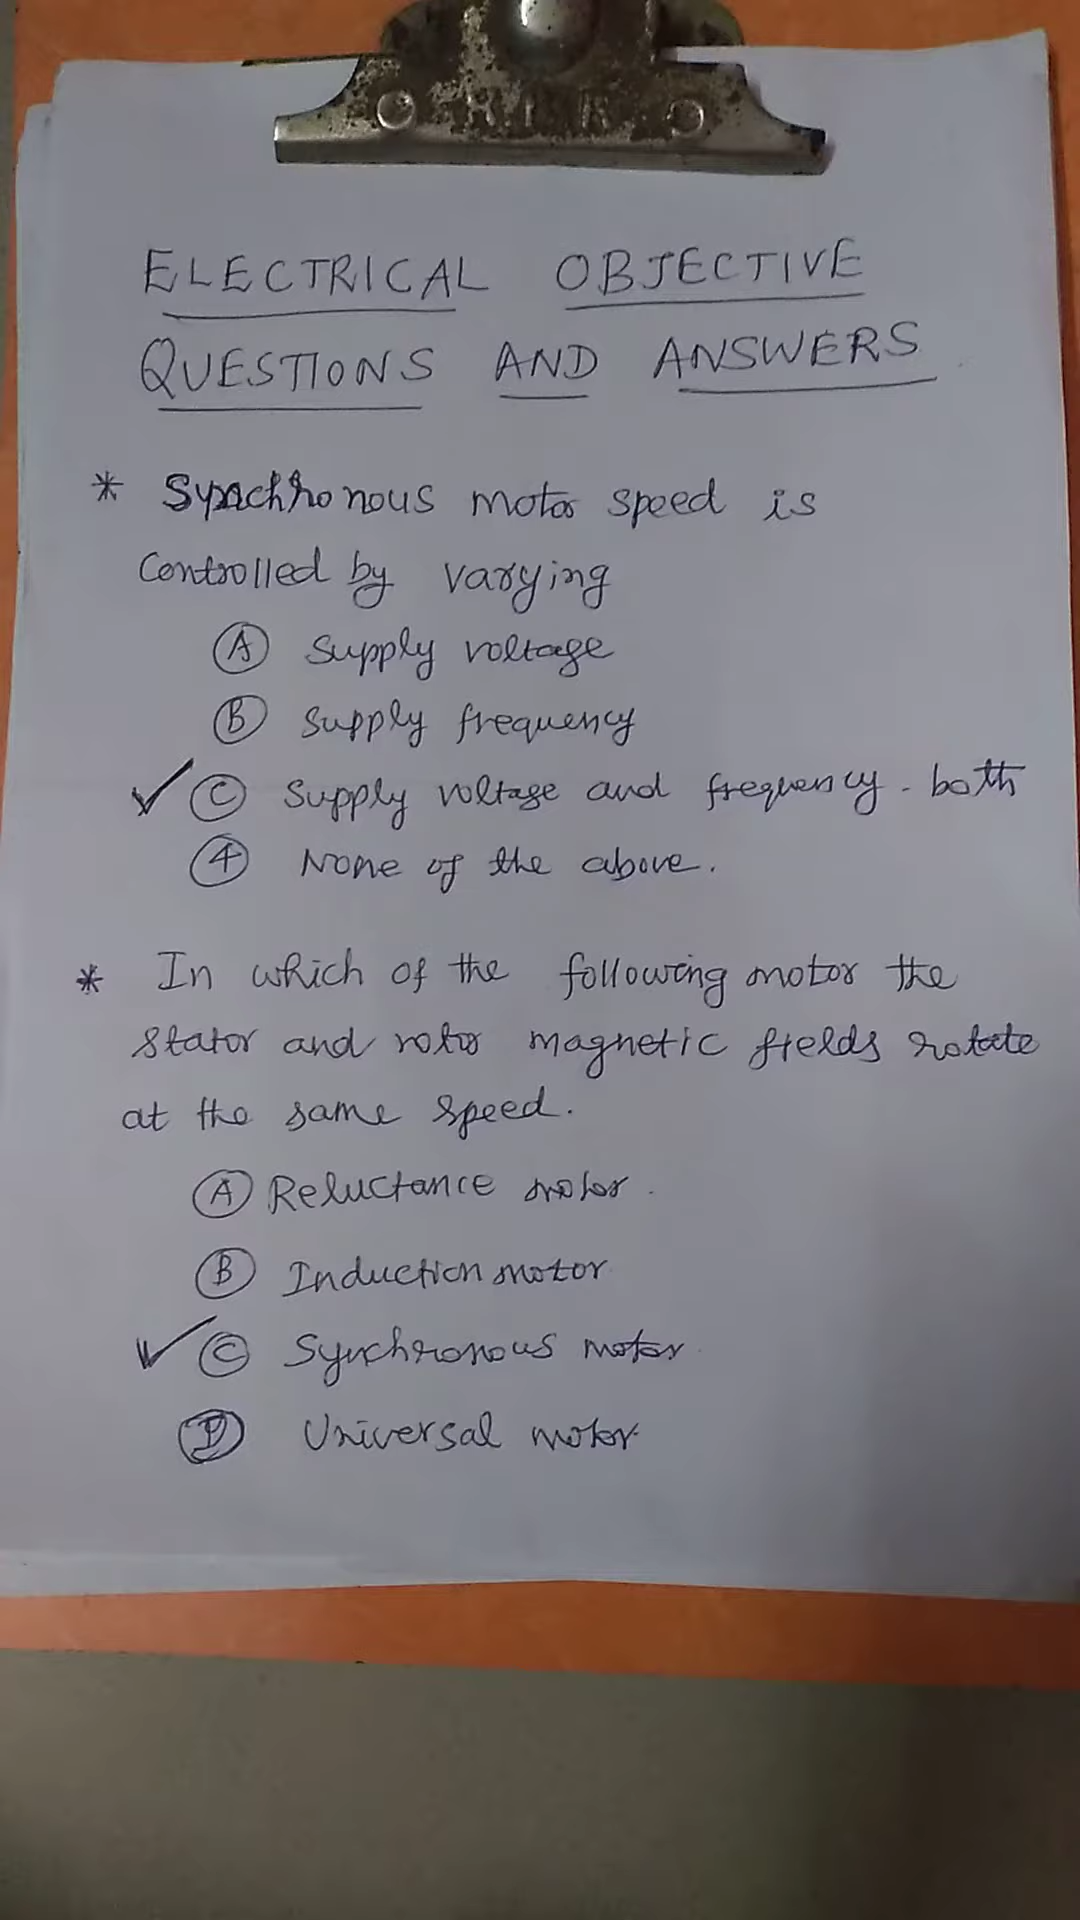 ELECTRICAL OBJECTIVE
QUESTIONS AND ANSWERS
* Synchronous motor speed is
Controlled by varying
Ⓐ Supply voltage
Ⓑ Supply frequency
✓ Ⓒ Supply voltage and frequency. both
④ None of the above.
* In which of the following motor the
stator and rotor magnetic fields rotate
at the same speed.
Ⓐ Reluctance motor.
Ⓑ Induction motor
✓ Ⓒ Synchronous motor
Ⓓ Universal motor